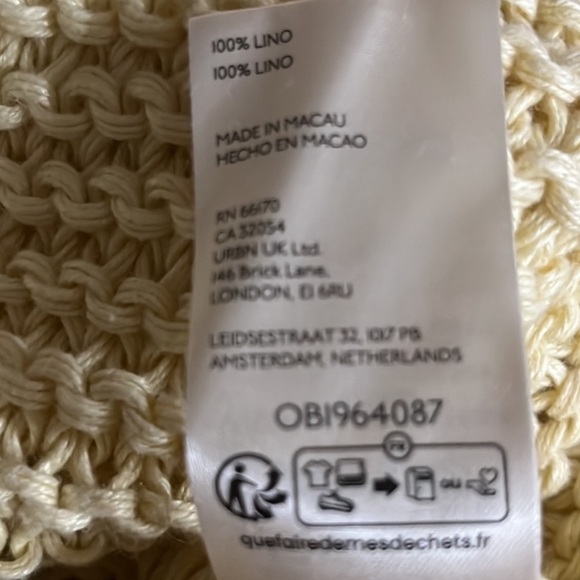 100% LINO
100% LINO
MADE IN MACAU
HECHO EN MACAO
RN 66170
CA 32054
URBN UK Ltd.
146 Brick Lane,
LONDON, E1 6RU
LEIDSESTRAAT 32, 1017 PB
AMSTERDAM, NETHERLANDS
OB1964087
FR
OU
quefairedemesdechets.fr